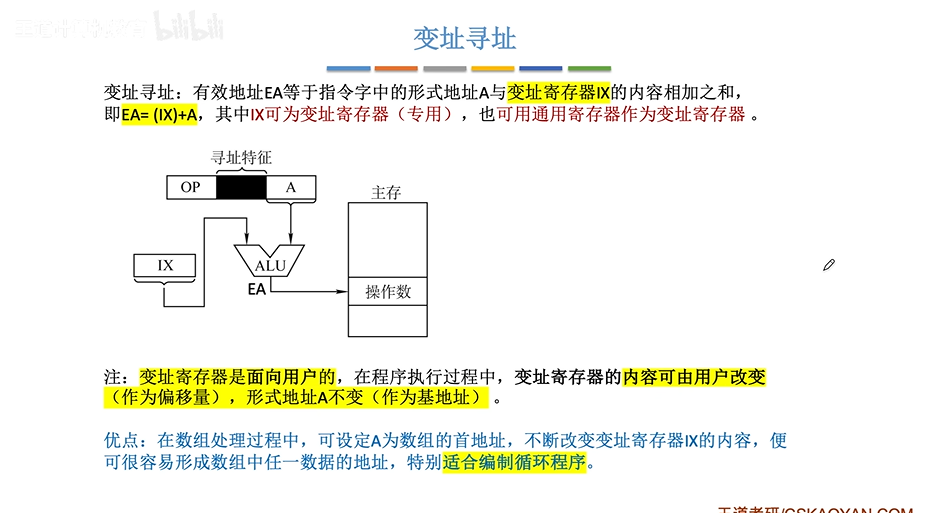 bilibili
变址寻址
变址寻址：有效地址EA等于指令字中的形式地址A与变址寄存器IX的内容相加之和，
即EA= (IX)+A，其中IX可为变址寄存器（专用），也可用通用寄存器作为变址寄存器 。
寻址特征
OP
A
主存
IX
ALU
EA
操作数
注：变址寄存器是面向用户的，在程序执行过程中，变址寄存器的内容可由用户改变
（作为偏移量），形式地址A不变（作为基地址） 。
优点：在数组处理过程中，可设定A为数组的首地址，不断改变变址寄存器IX的内容，便
可很容易形成数组中任一数据的地址，特别适合编制循环程序。
王道考研/CSKAOYAN.COM